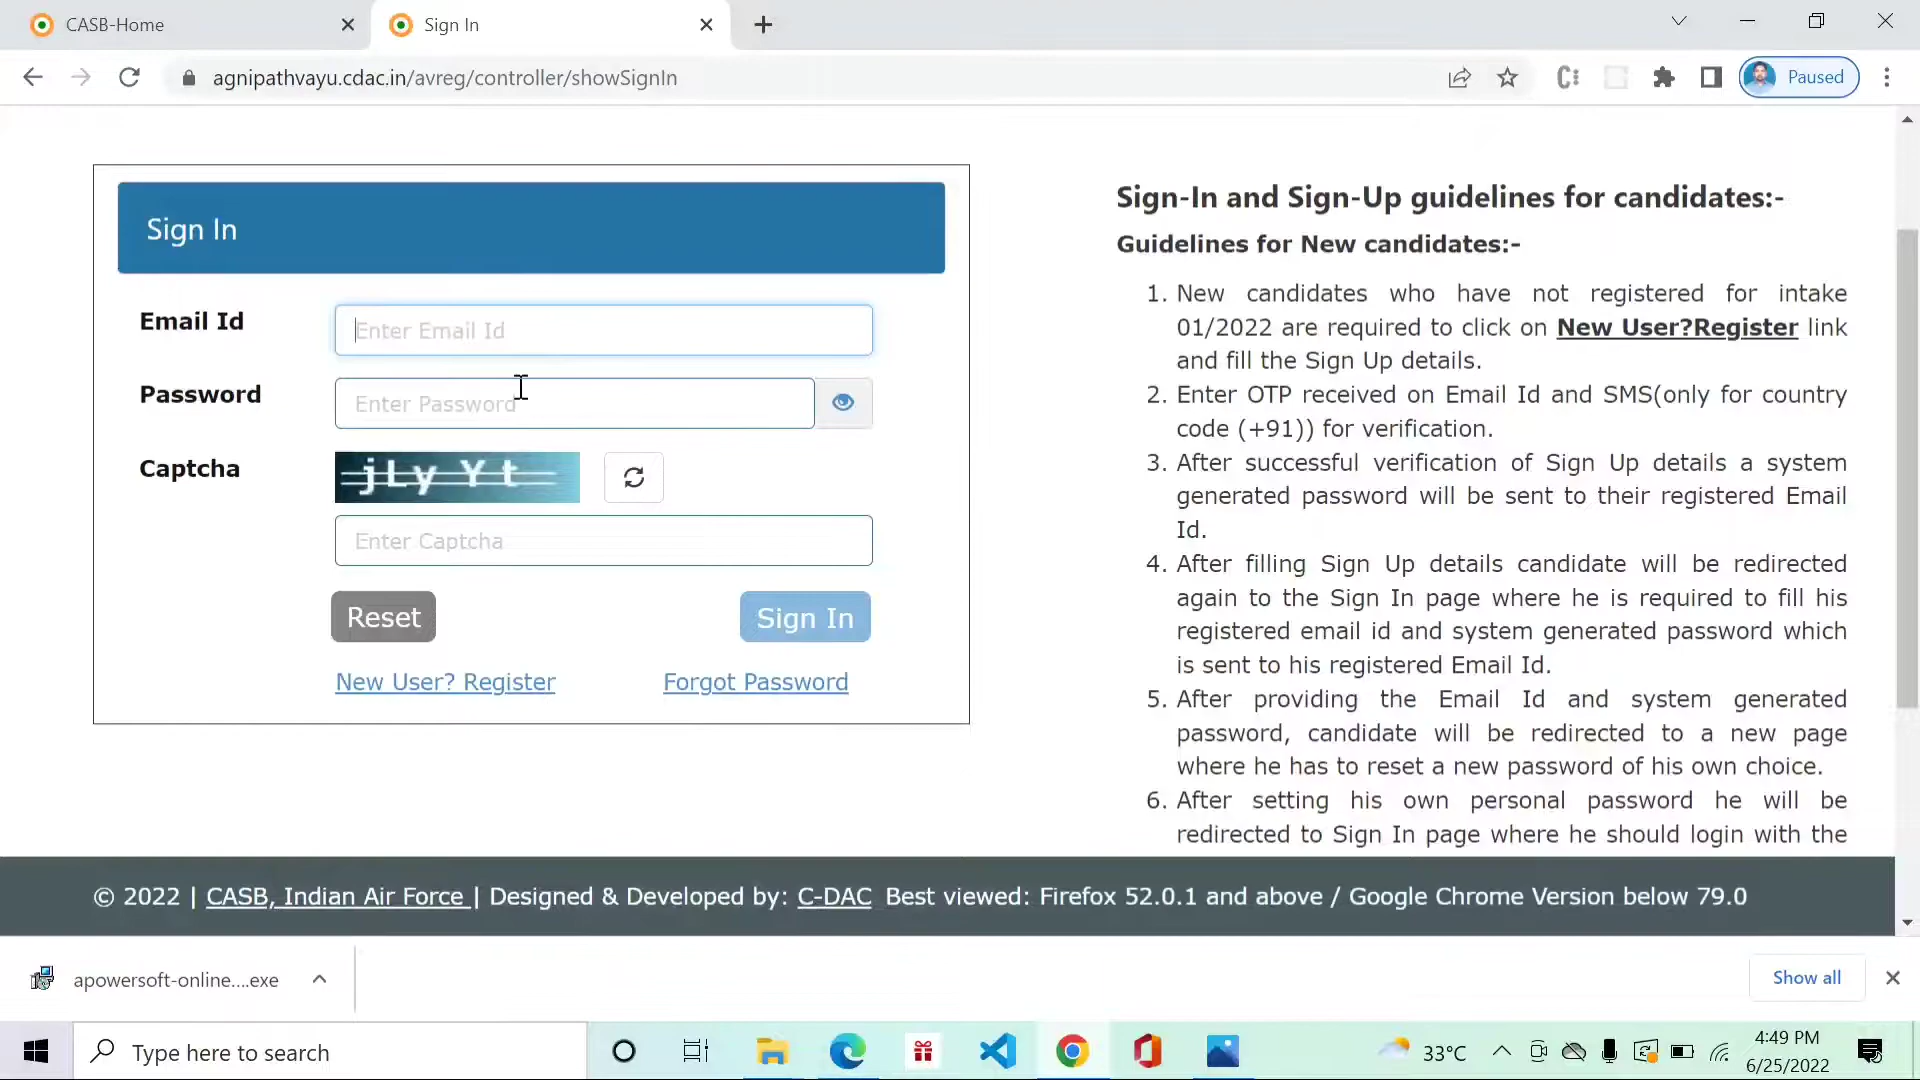 CASB-Home
Sign In
agnipathvayu.cdac.in/avreg/controller/showSignIn
Paused
Sign In
Email Id
Enter Email Id
Password
Enter Password
Captcha
jLy Yt
Enter Captcha
Reset
Sign In
New User? Register
Forgot Password
Sign-In and Sign-Up guidelines for candidates:-
Guidelines for New candidates:-
1. New candidates who have not registered for intake
01/2022 are required to click on New User?Register link
and fill the Sign Up details.
2. Enter OTP received on Email Id and SMS(only for country
code (+91)) for verification.
3. After successful verification of Sign Up details a system
generated password will be sent to their registered Email
Id.
4. After filling Sign Up details candidate will be redirected
again to the Sign In page where he is required to fill his
registered email id and system generated password which
is sent to his registered Email Id.
5. After providing the Email Id and system generated
password, candidate will be redirected to a new page
where he has to reset a new password of his own choice.
6. After setting his own personal password he will be
redirected to Sign In page where he should login with the
© 2022 | CASB, Indian Air Force | Designed & Developed by: C-DAC Best viewed: Firefox 52.0.1 and above / Google Chrome Version below 79.0
apowersoft-online....exe
Show all
Type here to search
33°C
4:49 PM
6/25/2022